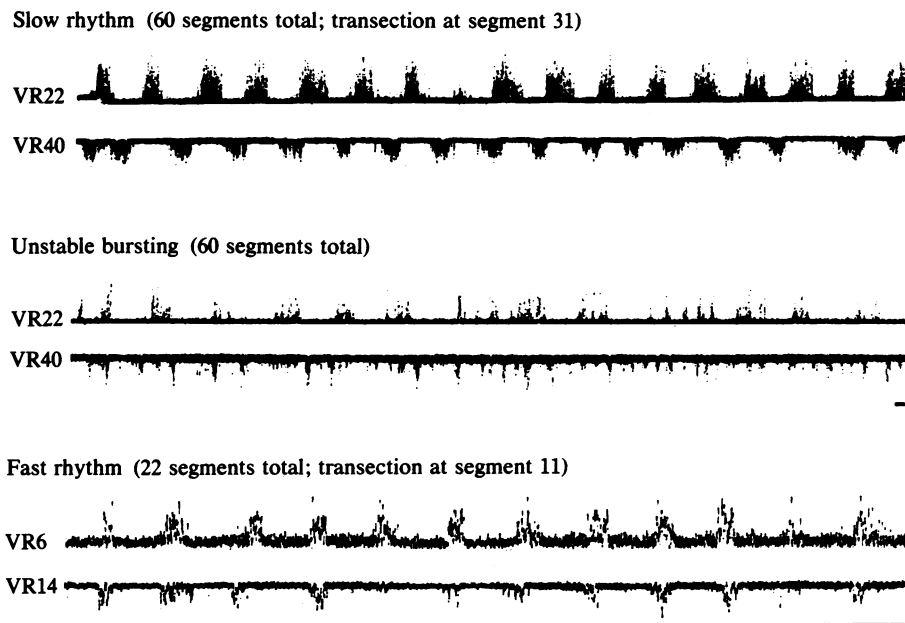 Slow rhythm (60 segments total; transection at segment 31)
VR22
VR40
Unstable bursting (60 segments total)
VR22
VR40
Fast rhythm (22 segments total; transection at segment 11)
VR6
VR14